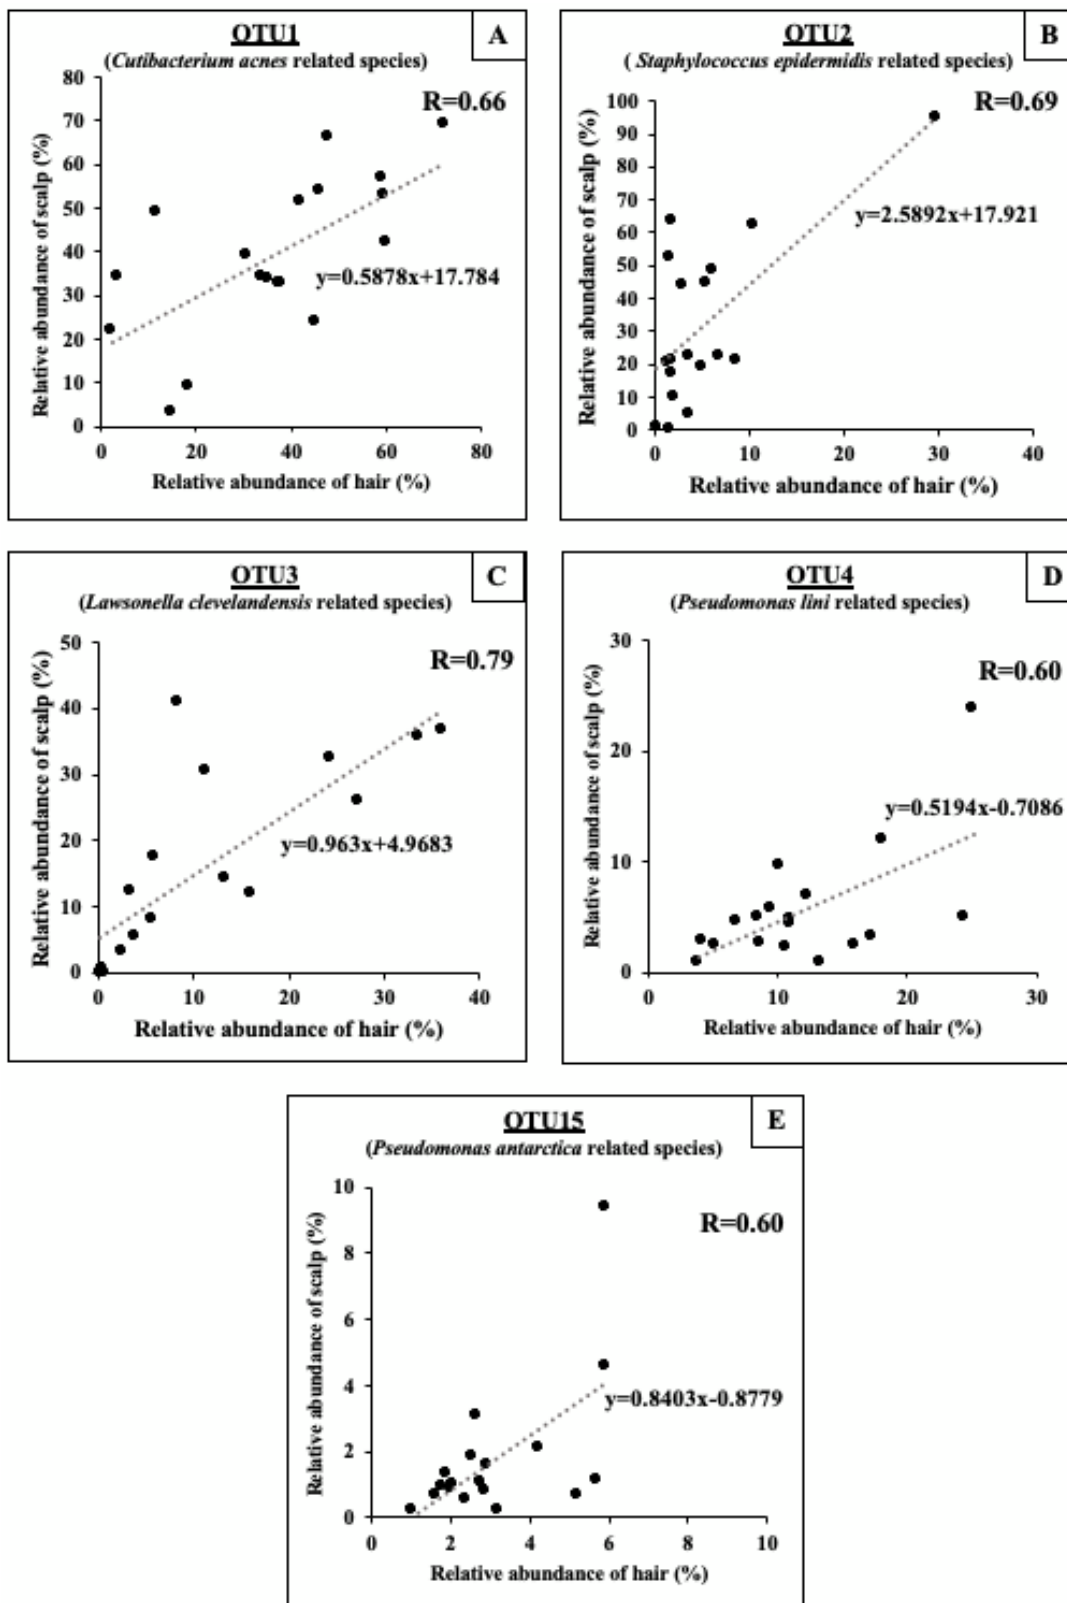 OTU1
A
(Cutibacterium acnes related species)
R=0.66
Relative abundance of scalp (%)
80
70
60
50
40
30
20
10
0
y=0.5878x+17.784
0 20 40 60 80
Relative abundance of hair (%)
OTU2
B
( Staphylococcus epidermidis related species)
R=0.69
Relative abundance of scalp (%)
100
90
80
70
60
50
40
30
20
10
0
y=2.5892x+17.921
0 10 20 30 40
Relative abundance of hair (%)
OTU3
C
(Lawsonella clevelandensis related species)
R=0.79
Relative abundance of scalp (%)
50
40
30
20
10
0
y=0.963x+4.9683
0 10 20 30 40
Relative abundance of hair (%)
OTU4
D
(Pseudomonas lini related species)
R=0.60
Relative abundance of scalp (%)
30
20
10
0
y=0.5194x-0.7086
0 10 20 30
Relative abundance of hair (%)
OTU15
E
(Pseudomonas antarctica related species)
R=0.60
Relative abundance of scalp (%)
10
8
6
4
2
0
y=0.8403x-0.8779
0 2 4 6 8 10
Relative abundance of hair (%)